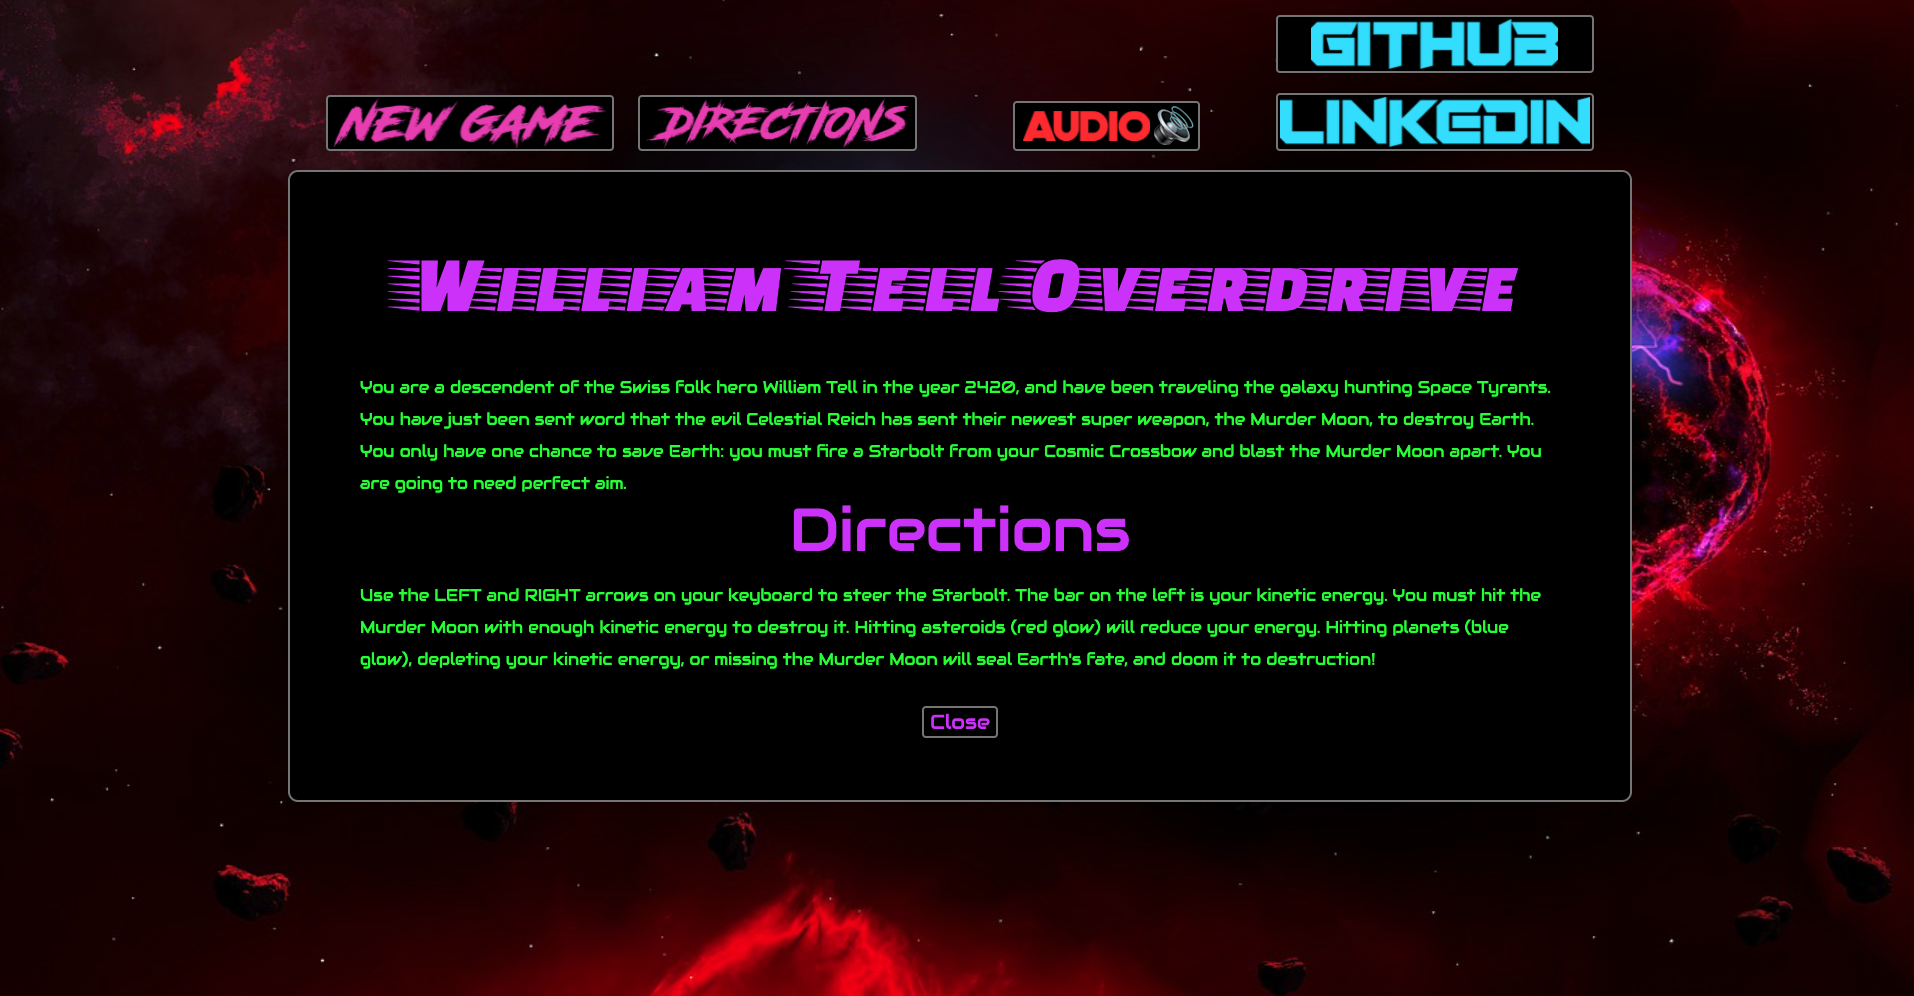 GITHUB
NEW GAME DIRECTIONS AUDIO LINKEDIN
William Tell Overdrive
You are a descendent of the Swiss folk hero William Tell in the year 2420, and have been traveling the galaxy hunting Space Tyrants.
You have just been sent word that the evil Celestial Reich has sent their newest super weapon, the Murder Moon, to destroy Earth.
You only have one chance to save Earth: you must fire a Starbolt from your Cosmic Crossbow and blast the Murder Moon apart. You
are going to need perfect aim.
Directions
Use the LEFT and RIGHT arrows on your keyboard to steer the Starbolt. The bar on the left is your kinetic energy. You must hit the
Murder Moon with enough kinetic energy to destroy it. Hitting asteroids (red glow) will reduce your energy. Hitting planets (blue
glow), depleting your kinetic energy, or missing the Murder Moon will seal Earth's fate, and doom it to destruction!
Close